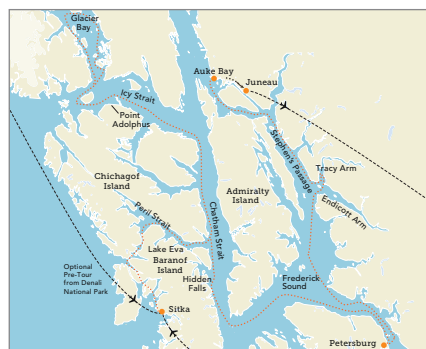 Glacier
Bay
Auke Bay
Juneau
Icy Strait
Point
Adolphus
Stephen's Passage
Tracy Arm
Chichagof
Island
Admiralty
Island
Endicott Arm
Peril Strait
Chatham Strait
Lake Eva
Baranof
Island
Optional
Pre-Tour
from Denali
National Park
Hidden
Falls
Frederick
Sound
Sitka
Petersburg